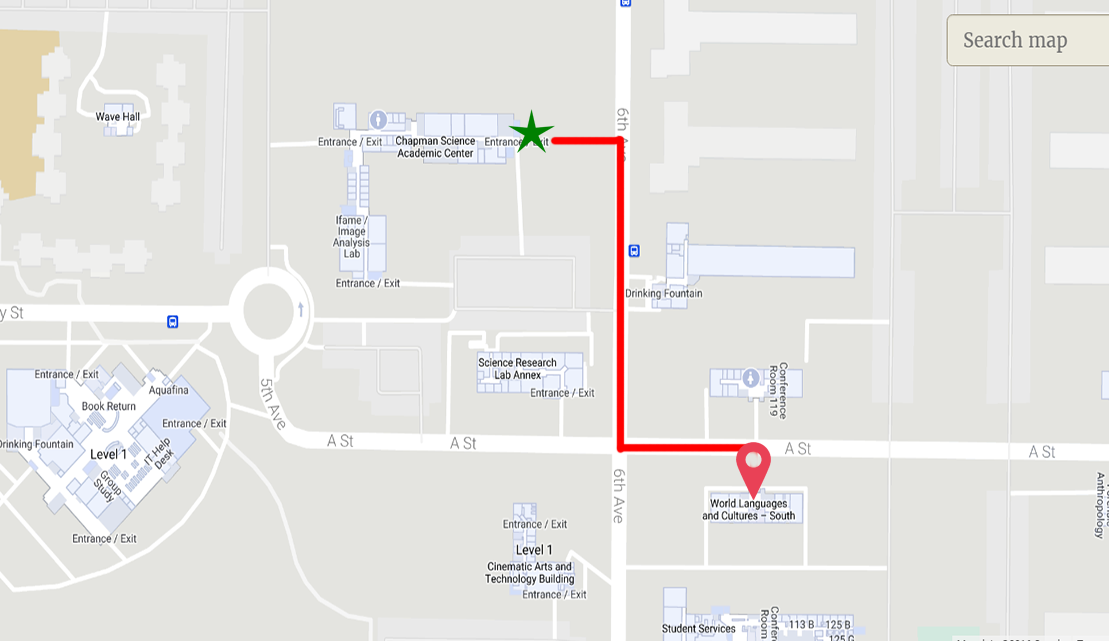 Search map
6th Ave
Wave Hall
Entrance / Exit
Chapman Science
Academic Center
Entrance / Exit
Ifame /
Image
Analysis
Lab
Entrance / Exit
Drinking Fountain
y St
5th Ave
Science Research
Lab Annex
Entrance / Exit
Conference
Room 119
Entrance / Exit
Aquafina
Book Return
Entrance / Exit
Drinking Fountain
Level 1
IT Help
Desk
Group
Study
Entrance / Exit
A St
A St
A St
A St
6th Ave
World Languages
and Cultures – South
Anthropology
Entrance / Exit
Level 1
Cinematic Arts and
Technology Building
Entrance / Exit
Student Services
Conference
Room
113 B
125 B
125 G